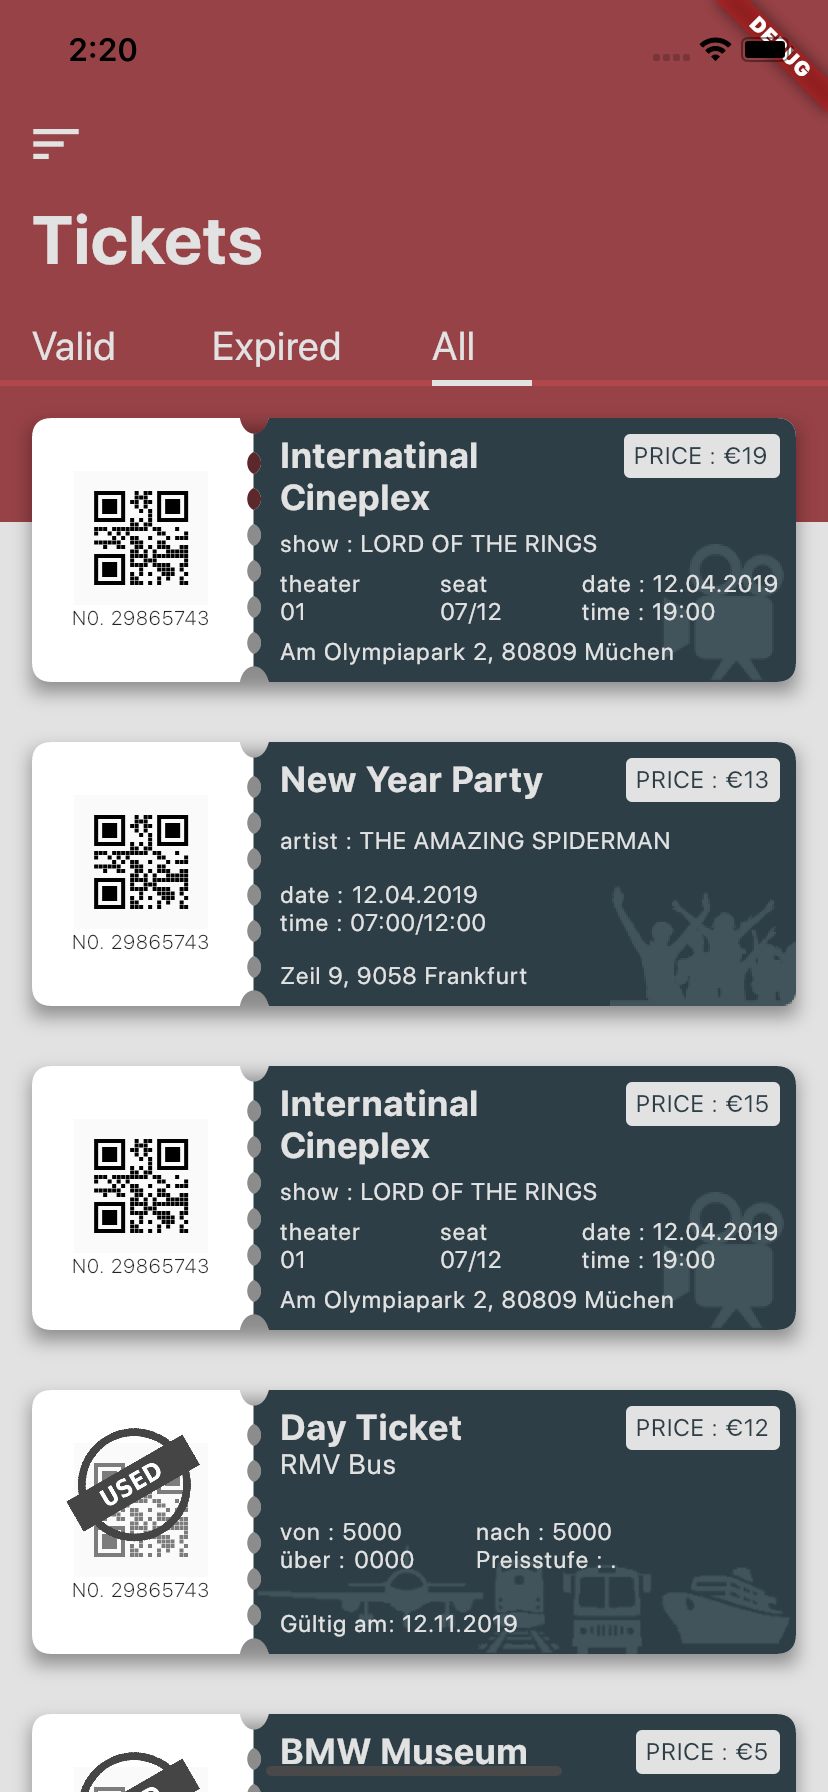 2:20
DEBUG
Tickets
Valid Expired All
Internatinal
Cineplex
PRICE : €19
show : LORD OF THE RINGS
theater seat date : 12.04.2019
01 07/12 time : 19:00
Am Olympiapark 2, 80809 Müchen
N0. 29865743
New Year Party
PRICE : €13
artist : THE AMAZING SPIDERMAN
date : 12.04.2019
time : 07:00/12:00
Zeil 9, 9058 Frankfurt
N0. 29865743
Internatinal
Cineplex
PRICE : €15
show : LORD OF THE RINGS
theater seat date : 12.04.2019
01 07/12 time : 19:00
Am Olympiapark 2, 80809 Müchen
N0. 29865743
Day Ticket
PRICE : €12
RMV Bus
USED
von : 5000 nach : 5000
über : 0000 Preisstufe : .
Gültig am: 12.11.2019
N0. 29865743
BMW Museum
PRICE : €5